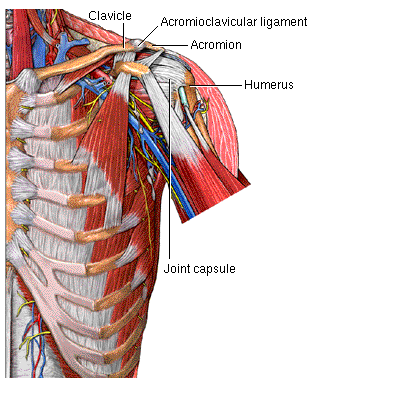 Clavicle
Acromioclavicular ligament
Acromion
Humerus
Joint capsule